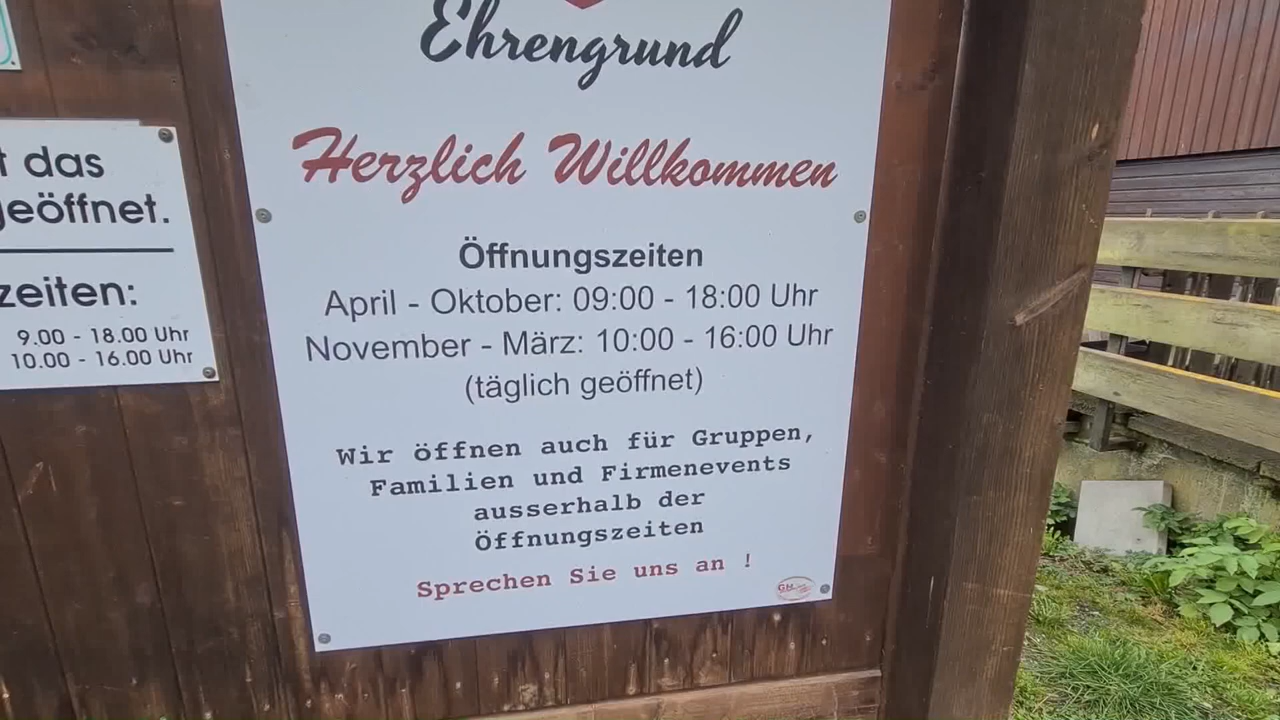 Ehrengrund
Herzlich Willkommen
Öffnungszeiten
April - Oktober: 09:00 - 18:00 Uhr
November - März: 10:00 - 16:00 Uhr
(täglich geöffnet)
Wir öffnen auch für Gruppen,
Familien und Firmenevents
ausserhalb der
Öffnungszeiten
Sprechen Sie uns an !
GH
das
geöffnet.
zeiten:
9.00 - 18.00 Uhr
10.00 - 16.00 Uhr